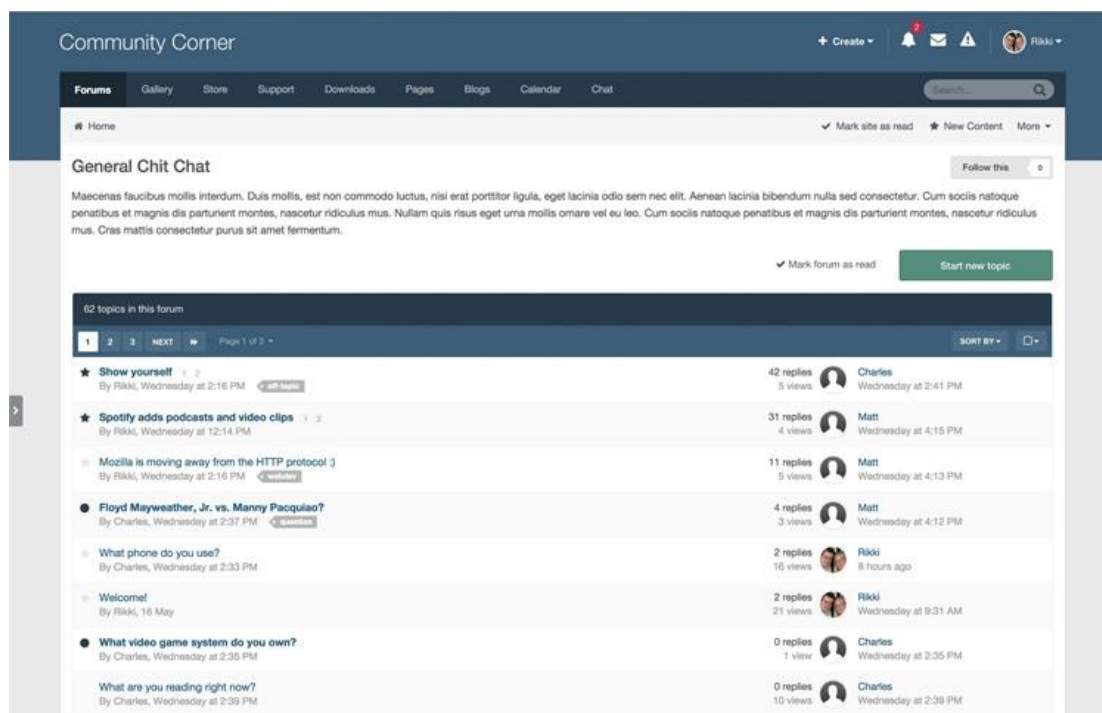 Community Corner
+ Create
2
Rikki
Forums Gallery Store Support Downloads Pages Blogs Calendar Chat
Search...
Home
Mark site as read New Content More
General Chit Chat
Follow this 0
Maecenas faucibus mollis interdum. Duis mollis, est non commodo luctus, nisi erat porttitor ligula, eget lacinia odio sem nec elit. Aenean lacinia bibendum nulla sed consectetur. Cum sociis natoque
penatibus et magnis dis parturient montes, nascetur ridiculus mus. Nullam quis risus eget urna mollis ornare vel eu leo. Cum sociis natoque penatibus et magnis dis parturient montes, nascetur ridiculus
mus. Cras mattis consectetur purus sit amet fermentum.
Mark forum as read
Start new topic
62 topics in this forum
1 2 3 NEXT Page 1 of 3
SORT BY
Show yourself 1 2
42 replies Charles
By Rikki, Wednesday at 2:16 PM off-topic
5 views Wednesday at 2:41 PM
Spotify adds podcasts and video clips 1 2
31 replies Matt
By Rikki, Wednesday at 12:14 PM
4 views Wednesday at 4:15 PM
Mozilla is moving away from the HTTP protocol :)
11 replies Matt
By Rikki, Wednesday at 2:16 PM webdev
5 views Wednesday at 4:13 PM
Floyd Mayweather, Jr. vs. Manny Pacquiao?
4 replies Matt
By Charles, Wednesday at 2:37 PM question
3 views Wednesday at 4:12 PM
What phone do you use?
2 replies Rikki
By Charles, Wednesday at 2:33 PM
16 views 8 hours ago
Welcome!
2 replies Rikki
By Rikki, 16 May
21 views Wednesday at 9:31 AM
What video game system do you own?
0 replies Charles
By Charles, Wednesday at 2:35 PM
1 view Wednesday at 2:35 PM
What are you reading right now?
0 replies Charles
By Charles, Wednesday at 2:39 PM
10 views Wednesday at 2:39 PM